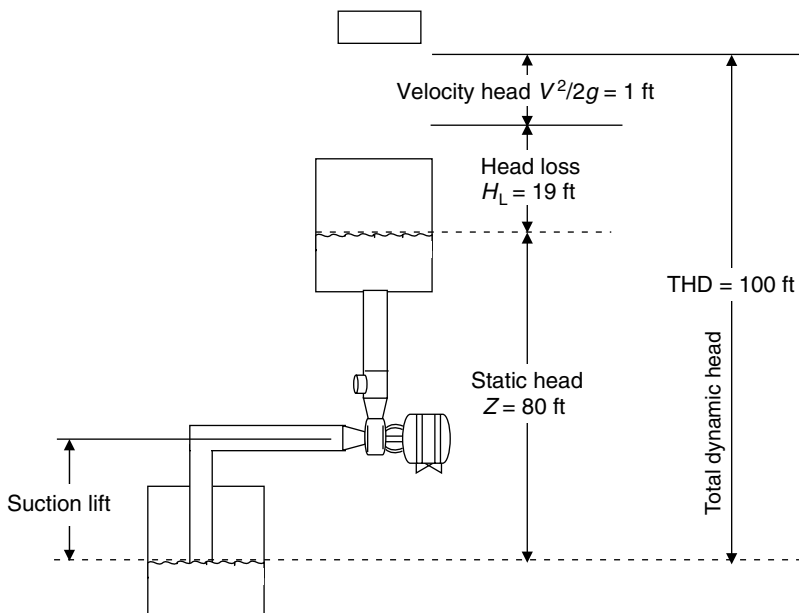 Velocity head V²/2g = 1 ft
Head loss
H_L = 19 ft
THD = 100 ft
Static head
Z = 80 ft
Total dynamic head
Suction lift